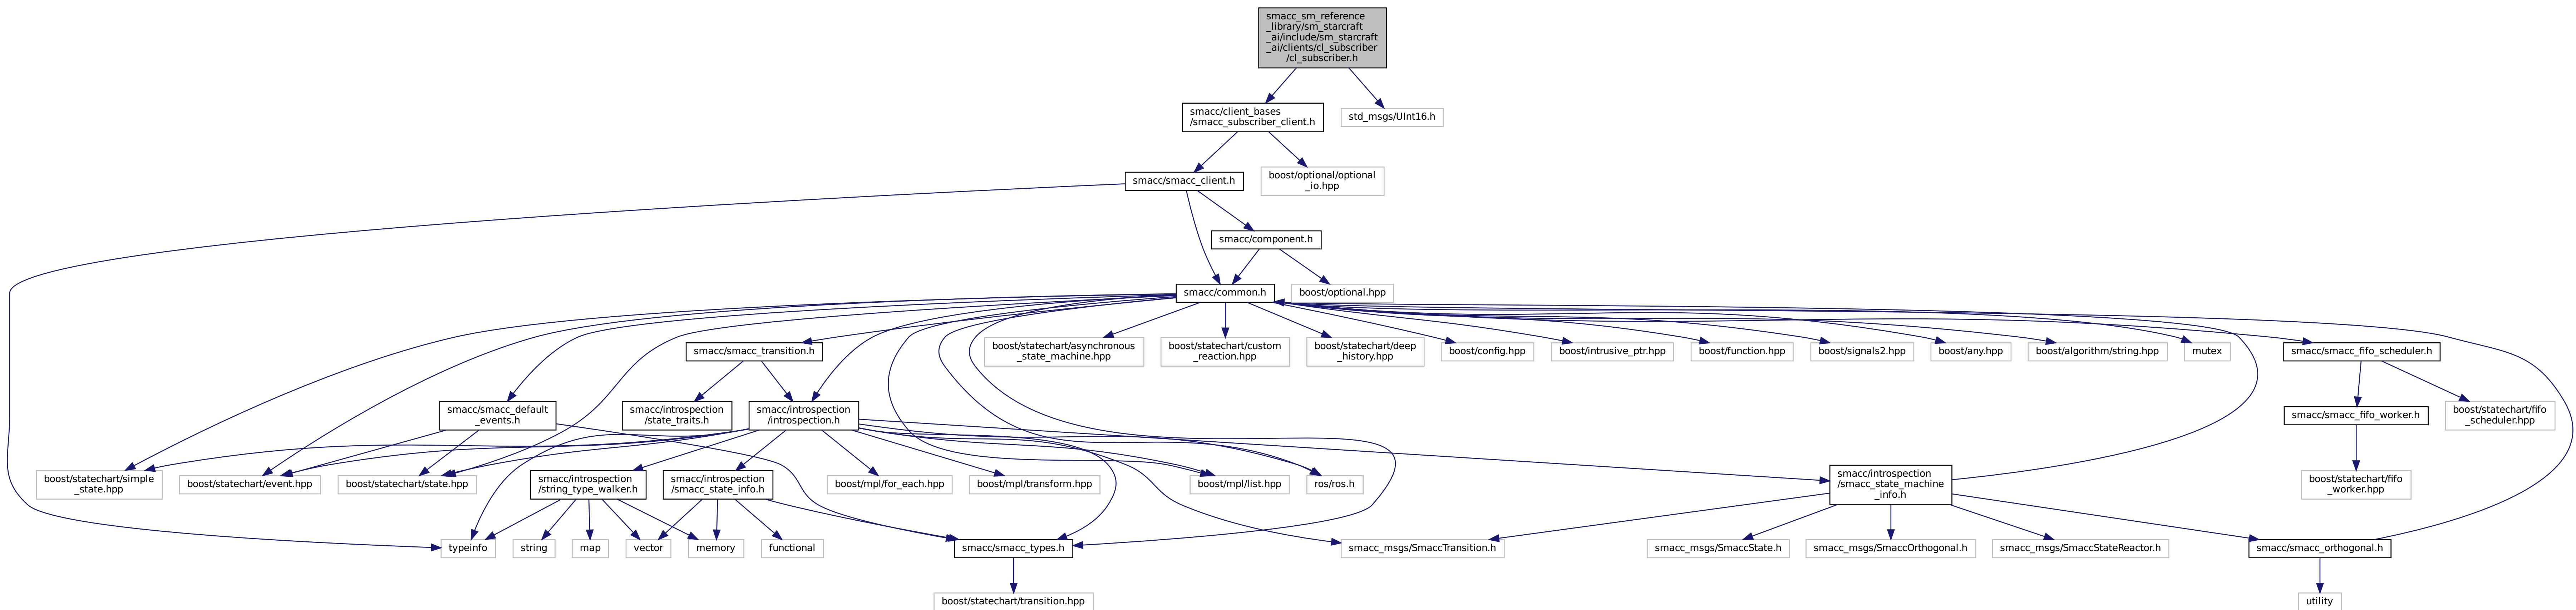 smacc_sm_reference
_library/sm_starcraft
_ai/include/sm_starcraft
_ai/clients/cl_subscriber
/cl_subscriber.h
smacc/client_bases
/smacc_subscriber_client.h
std_msgs/UInt16.h
smacc/smacc_client.h
boost/optional/optional
_io.hpp
smacc/component.h
smacc/common.h
boost/optional.hpp
smacc/smacc_transition.h
boost/statechart/asynchronous
_state_machine.hpp
boost/statechart/custom
_reaction.hpp
boost/statechart/deep
_history.hpp
boost/config.hpp
boost/intrusive_ptr.hpp
boost/function.hpp
boost/signals2.hpp
boost/any.hpp
boost/algorithm/string.hpp
mutex
smacc/smacc_fifo_scheduler.h
smacc/smacc_default
_events.h
smacc/introspection
/state_traits.h
smacc/introspection
/introspection.h
smacc/smacc_fifo_worker.h
boost/statechart/fifo
_scheduler.hpp
boost/statechart/simple
_state.hpp
boost/statechart/event.hpp
boost/statechart/state.hpp
smacc/introspection
/string_type_walker.h
smacc/introspection
/smacc_state_info.h
boost/mpl/for_each.hpp
boost/mpl/transform.hpp
boost/mpl/list.hpp
ros/ros.h
smacc/introspection
/smacc_state_machine
_info.h
boost/statechart/fifo
_worker.hpp
typeinfo
string
map
vector
memory
functional
smacc/smacc_types.h
smacc_msgs/SmaccTransition.h
smacc_msgs/SmaccState.h
smacc_msgs/SmaccOrthogonal.h
smacc_msgs/SmaccStateReactor.h
smacc/smacc_orthogonal.h
boost/statechart/transition.hpp
utility